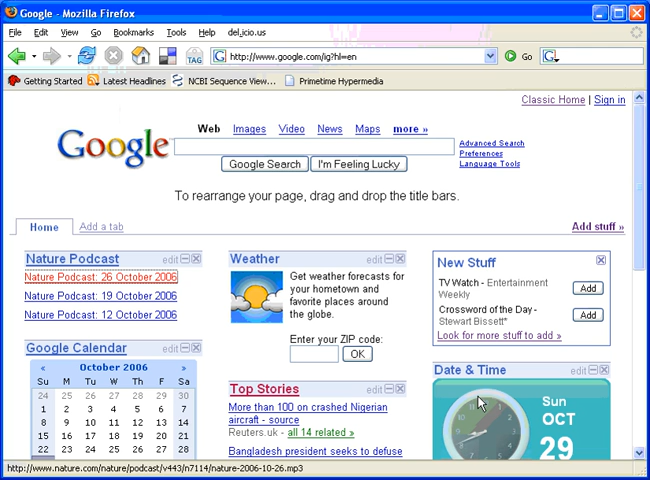 Google - Mozilla Firefox
File Edit View Go Bookmarks Tools Help del.icio.us
TAG http://www.google.com/ig?hl=en Go
Getting Started Latest Headlines NCBI Sequence View... Primetime Hypermedia
Classic Home | Sign in
Web Images Video News Maps more »
Google
Advanced Search
Preferences
Language Tools
Google Search I'm Feeling Lucky
To rearrange your page, drag and drop the title bars.
Home Add a tab Add stuff »
Nature Podcast edit
Nature Podcast: 26 October 2006
Nature Podcast: 19 October 2006
Nature Podcast: 12 October 2006
Google Calendar edit
« October 2006 »
Su M Tu W Th F Sa
24 25 26 27 28 29 30
1 2 3 4 5 6 7
8 9 10 11 12 13 14
15 16 17 18 19 20 21
22 23 24 25 26 27 28
Weather edit
Get weather forecasts for
your hometown and
favorite places around
the globe.
Enter your ZIP code:
OK
Top Stories edit
More than 100 on crashed Nigerian
aircraft - source
Reuters.uk - all 14 related »
Bangladesh president seeks to defuse
New Stuff
TV Watch - Entertainment
Weekly
Add
Crossword of the Day -
Stewart Bissett*
Add
Look for more stuff to add »
Date & Time edit
Sun
OCT
29
http://www.nature.com/nature/podcast/v443/n7114/nature-2006-10-26.mp3